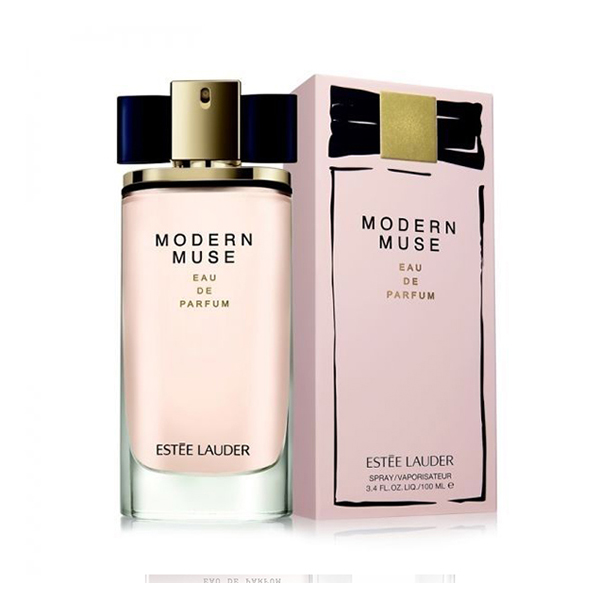 MODERN
MUSE
EAU
DE
PARFUM
ESTĒE LAUDER
MODERN
MUSE
EAU
DE
PARFUM
ESTĒE LAUDER
SPRAY/VAPORISATEUR
3.4 FL.OZ.LIQ./100 ML ℮